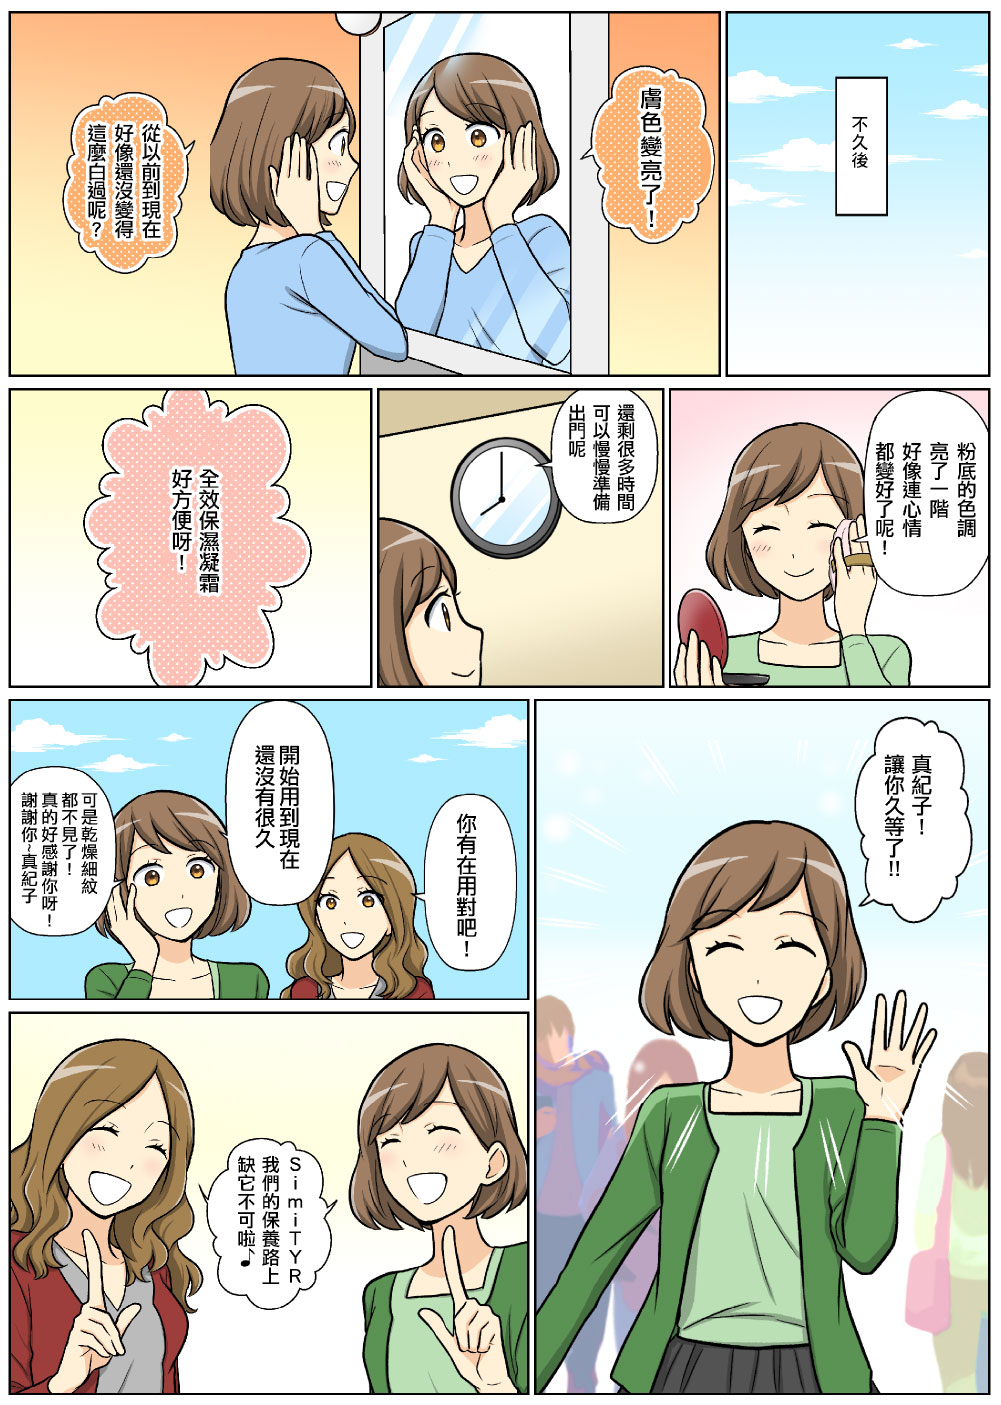 不久後
膚色變亮了！
從以前到現在
好像還沒變得
這麼白過呢？
粉底的色調
亮了一階
好像連心情
都變好了呢！
還剩很多時間
可以慢慢準備
出門呢
全效保濕凝霜
好方便呀！
真紀子！
讓你久等了!!
你有在用對吧！
開始用到現在
還沒有很久
可是乾燥細紋
都不見了！
真的好感謝你呀！
謝謝你~真紀子
SimiTYR
我們的保養路上
缺它不可啦♪